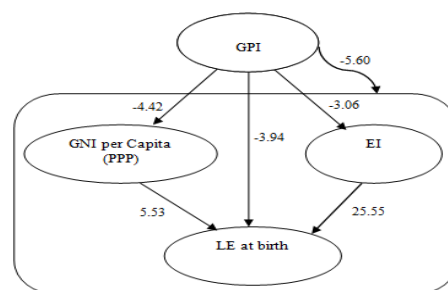 GPI
-5.60
-4.42
-3.06
-3.94
GNI per Capita
(PPP)
EI
5.53
25.55
LE at birth